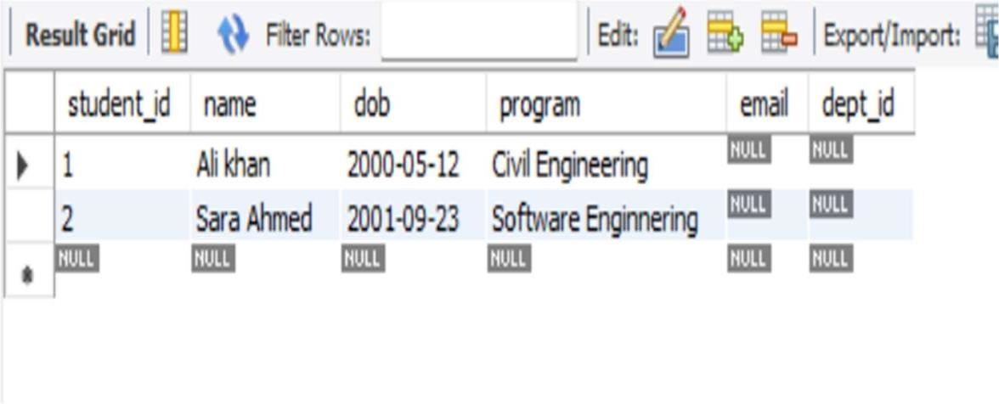 Result Grid Filter Rows: Edit: Export/Import:
student_id name dob program email dept_id
1 Ali khan 2000-05-12 Civil Engineering NULL NULL
2 Sara Ahmed 2001-09-23 Software Enginnering NULL NULL
NULL NULL NULL NULL NULL NULL